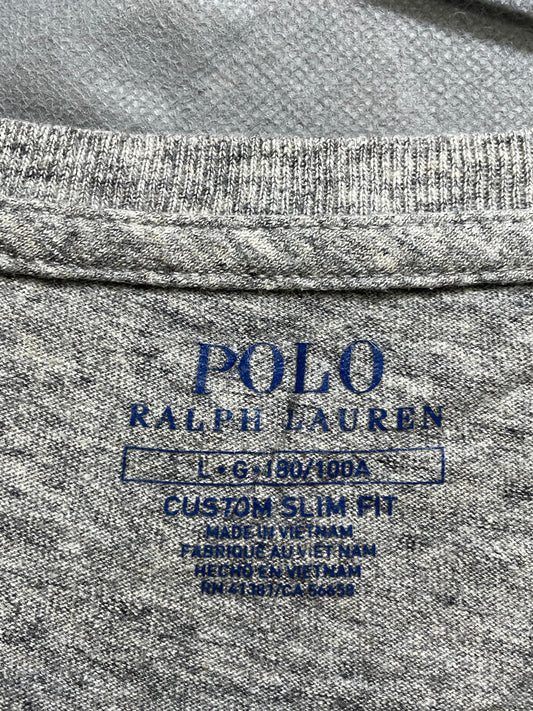 POLO
RALPH LAUREN
L • G • 180/100A
CUSTOM SLIM FIT
MADE IN VIETNAM
FABRIQUÉ AU VIET NAM
HECHO EN VIETNAM
RN 41381/CA 56658